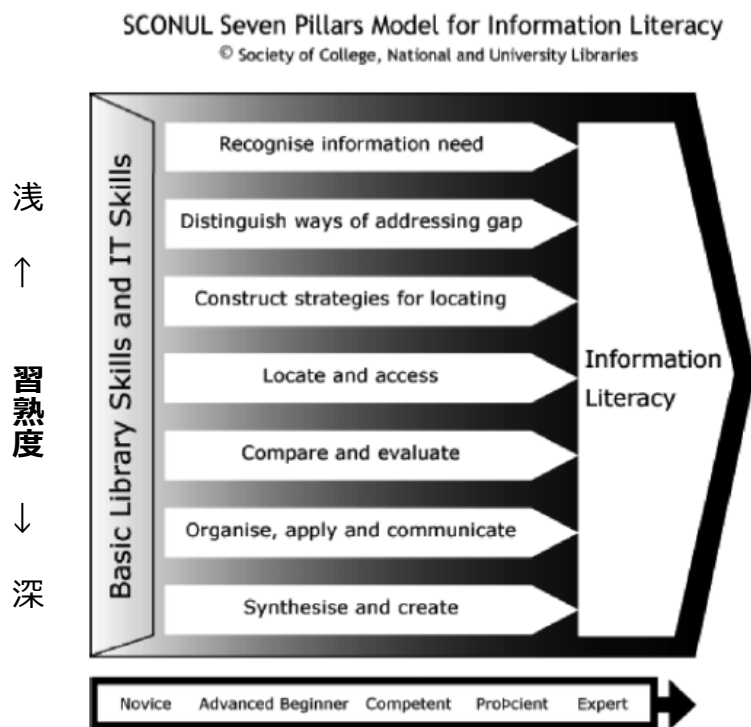 SCONUL Seven Pillars Model for Information Literacy
© Society of College, National and University Libraries
浅
↑
習熟度
↓
深
Basic Library Skills and IT Skills
Recognise information need
Distinguish ways of addressing gap
Construct strategies for locating
Locate and access
Compare and evaluate
Organise, apply and communicate
Synthesise and create
Information
Literacy
Novice Advanced Beginner Competent ProÞcient Expert